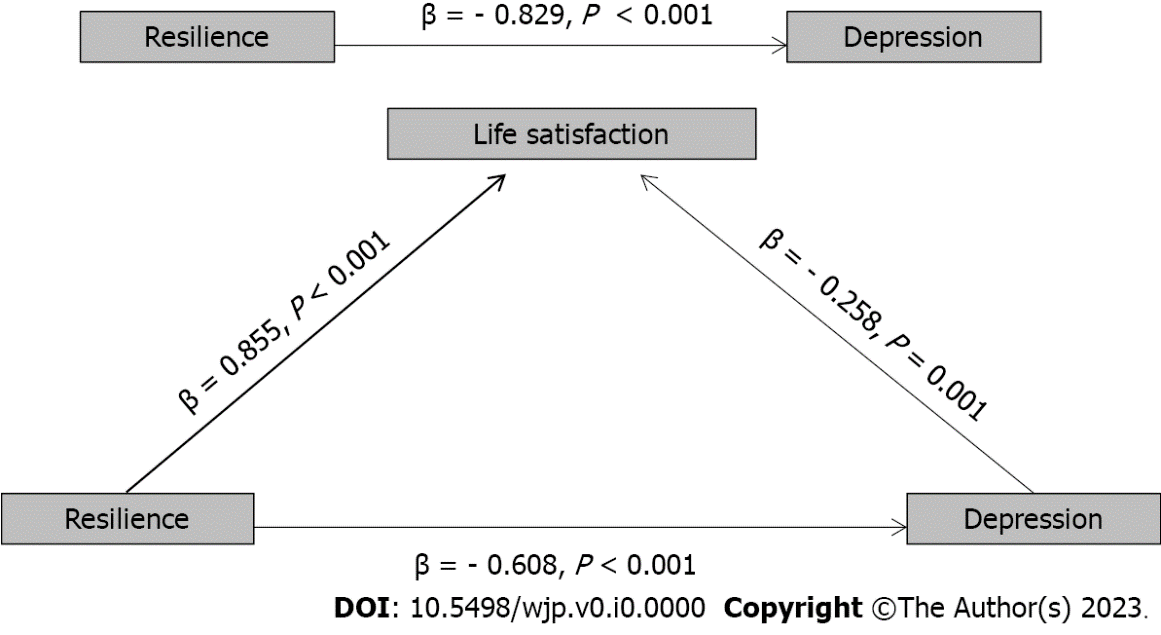 β = - 0.829, P < 0.001
Resilience
Depression
Life satisfaction
β = 0.855, P < 0.001
β = - 0.258, P = 0.001
Resilience
Depression
β = - 0.608, P < 0.001
DOI: 10.5498/wjp.v0.i0.0000 Copyright ©The Author(s) 2023.